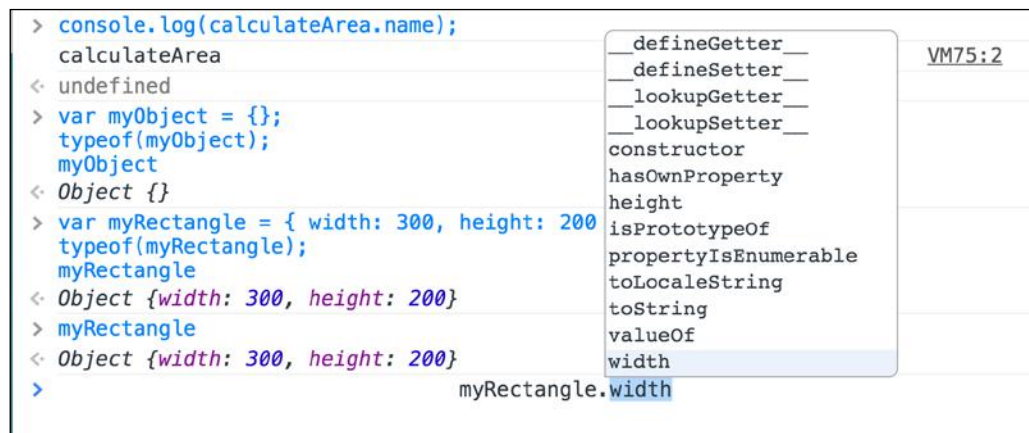 > console.log(calculateArea.name);
calculateArea VM75:2
<· undefined
> var myObject = {};
typeof(myObject);
myObject
<· Object {}
> var myRectangle = { width: 300, height: 200
typeof(myRectangle);
myRectangle
<· Object {width: 300, height: 200}
> myRectangle
<· Object {width: 300, height: 200}
> myRectangle.width
__defineGetter__
__defineSetter__
__lookupGetter__
__lookupSetter__
constructor
hasOwnProperty
height
isPrototypeOf
propertyIsEnumerable
toLocaleString
toString
valueOf
width